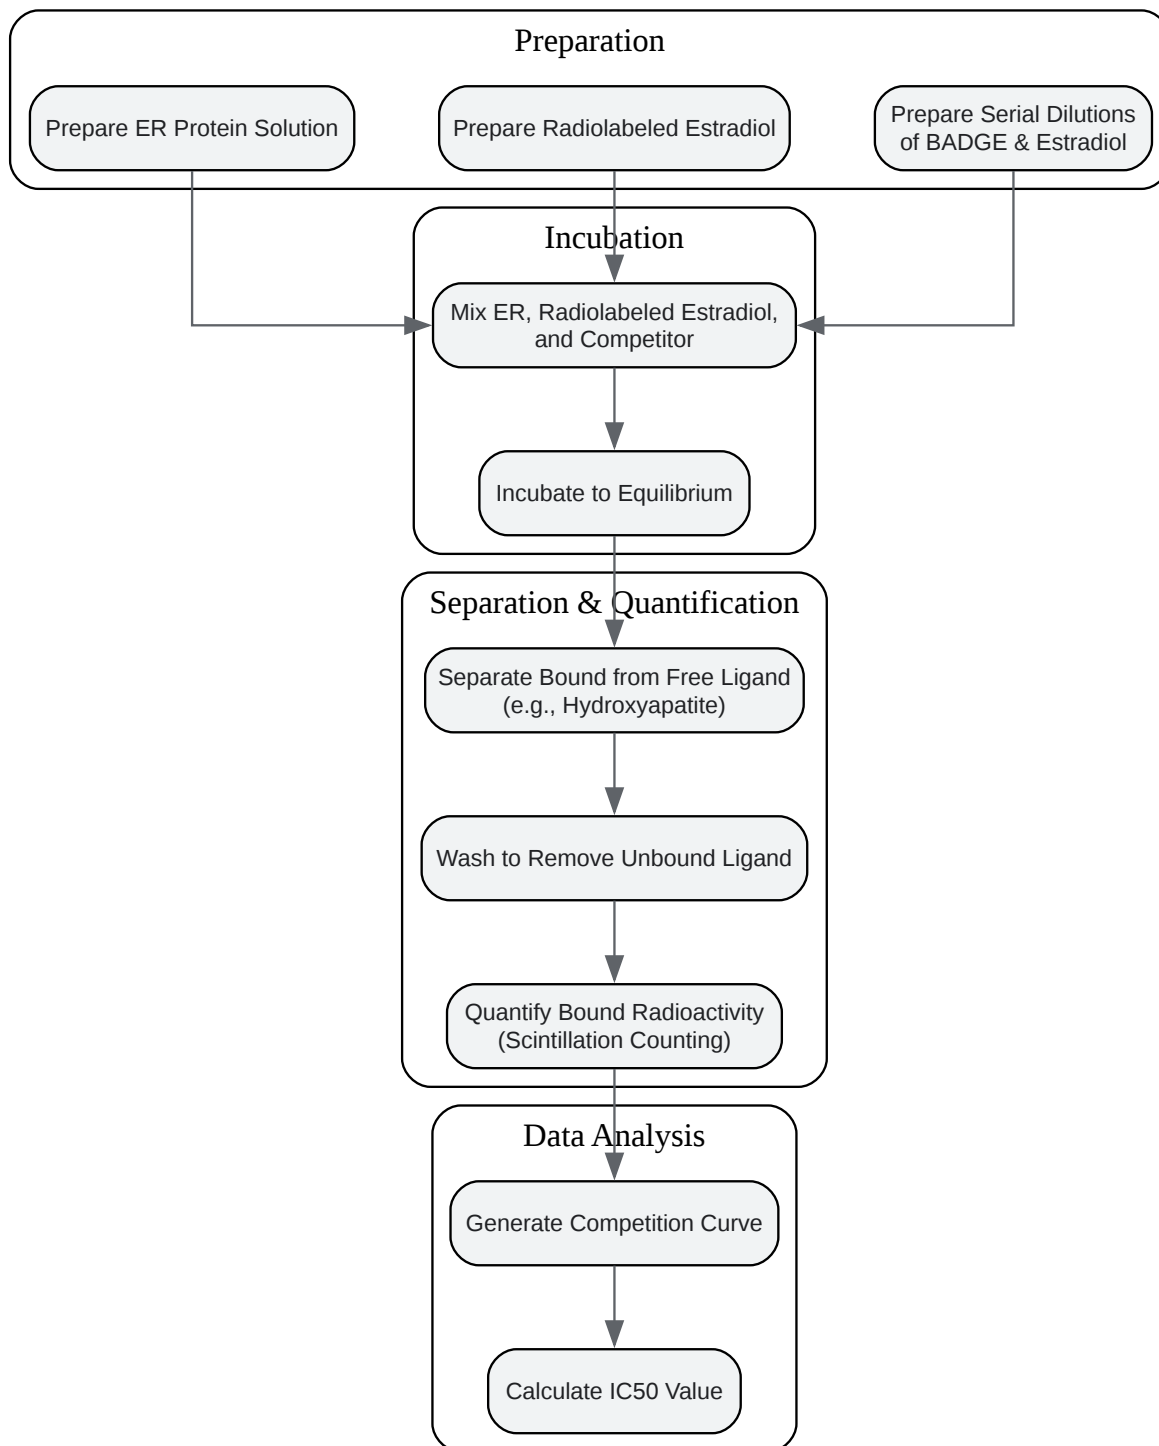 Preparation
Prepare ER Protein Solution
Prepare Radiolabeled Estradiol
Prepare Serial Dilutions
of BADGE & Estradiol
Incubation
Mix ER, Radiolabeled Estradiol,
and Competitor
Incubate to Equilibrium
Separation & Quantification
Separate Bound from Free Ligand
(e.g., Hydroxyapatite)
Wash to Remove Unbound Ligand
Quantify Bound Radioactivity
(Scintillation Counting)
Data Analysis
Generate Competition Curve
Calculate IC50 Value